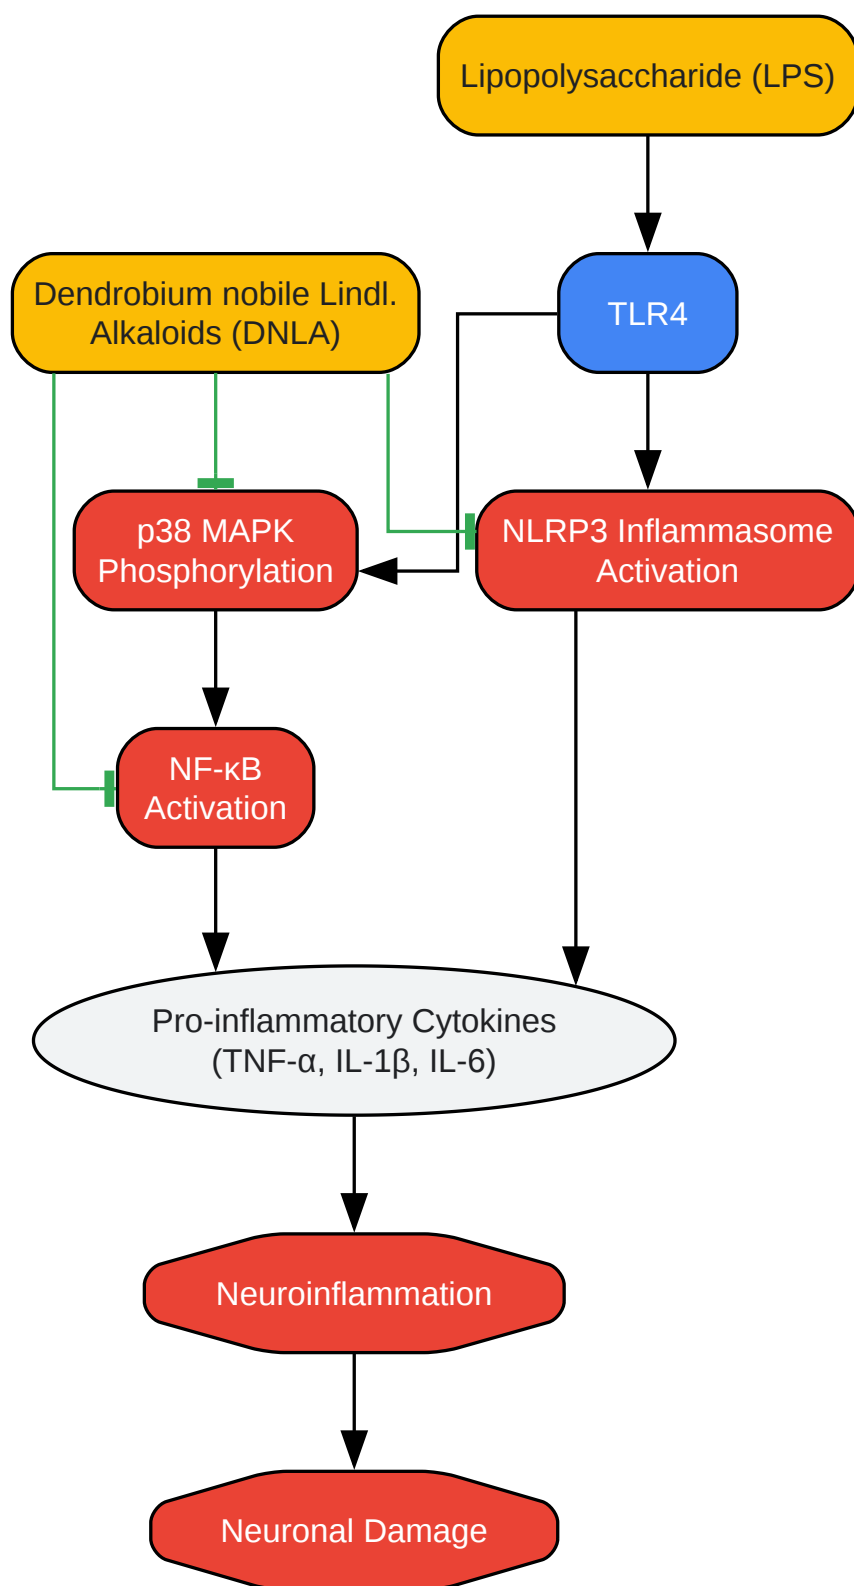 Lipopolysaccharide (LPS)
Dendrobium nobile Lindl.
Alkaloids (DNLA)
TLR4
p38 MAPK
Phosphorylation
NLRP3 Inflammasome
Activation
NF-κB
Activation
Pro-inflammatory Cytokines
(TNF-α, IL-1β, IL-6)
Neuroinflammation
Neuronal Damage